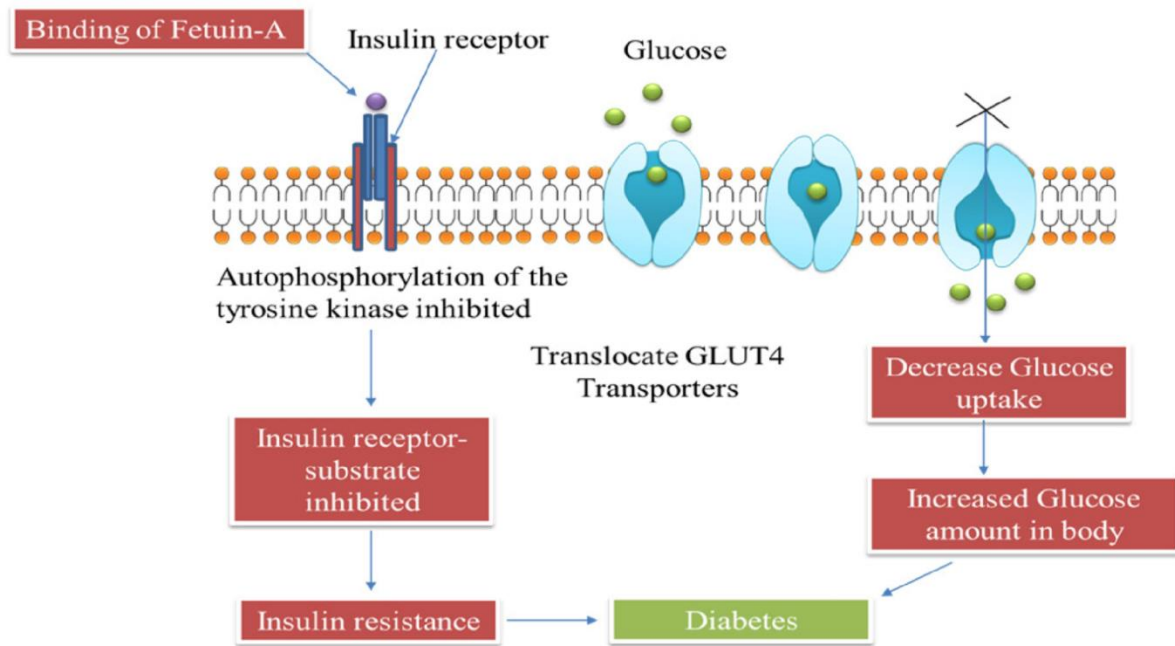 Binding of Fetuin-A
Insulin receptor
Glucose
Autophosphorylation of the
tyrosine kinase inhibited
Translocate GLUT4
Transporters
Decrease Glucose
uptake
Insulin receptor-
substrate
inhibited
Increased Glucose
amount in body
Insulin resistance
Diabetes